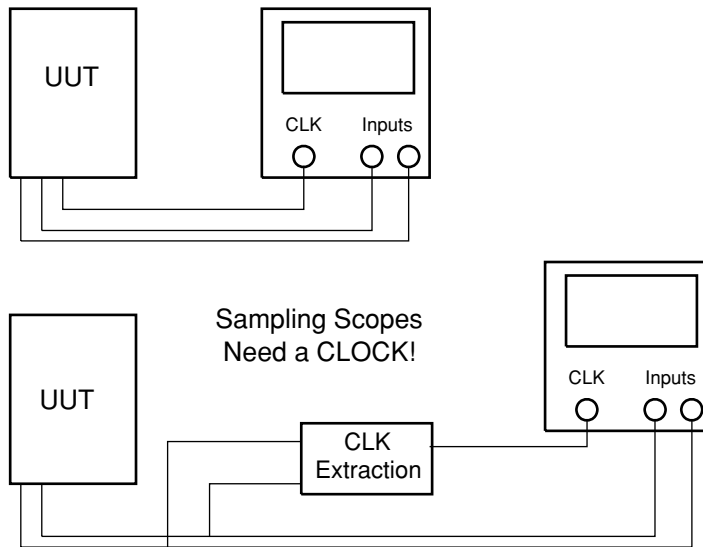 UUT
CLK Inputs
Sampling Scopes
Need a CLOCK!
UUT
CLK Inputs
CLK
Extraction